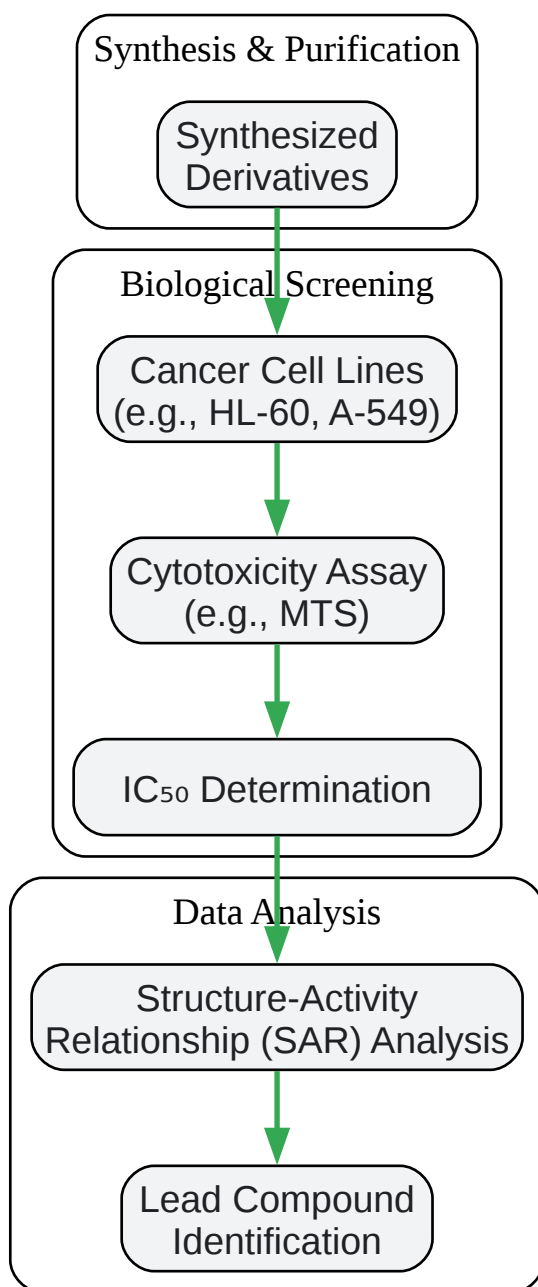 Synthesis & Purification
Synthesized
Derivatives
Biological Screening
Cancer Cell Lines
(e.g., HL-60, A-549)
Cytotoxicity Assay
(e.g., MTS)
IC₅₀ Determination
Data Analysis
Structure-Activity
Relationship (SAR) Analysis
Lead Compound
Identification